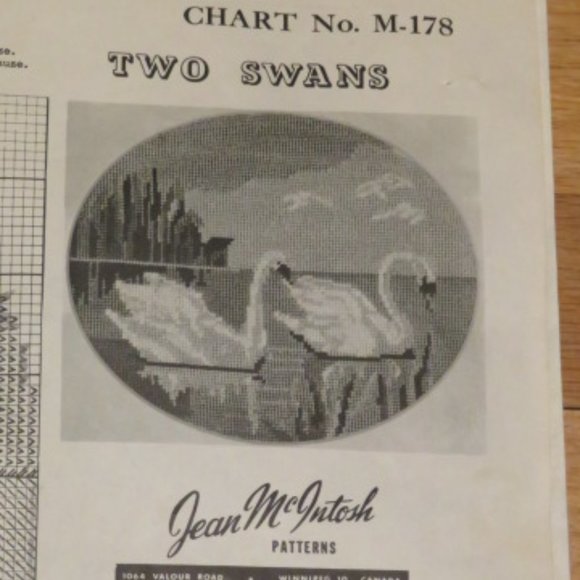 CHART No. M-178
TWO SWANS
Jean McIntosh
PATTERNS
1064 VALOUR ROAD • WINNIPEG 10, CANADA